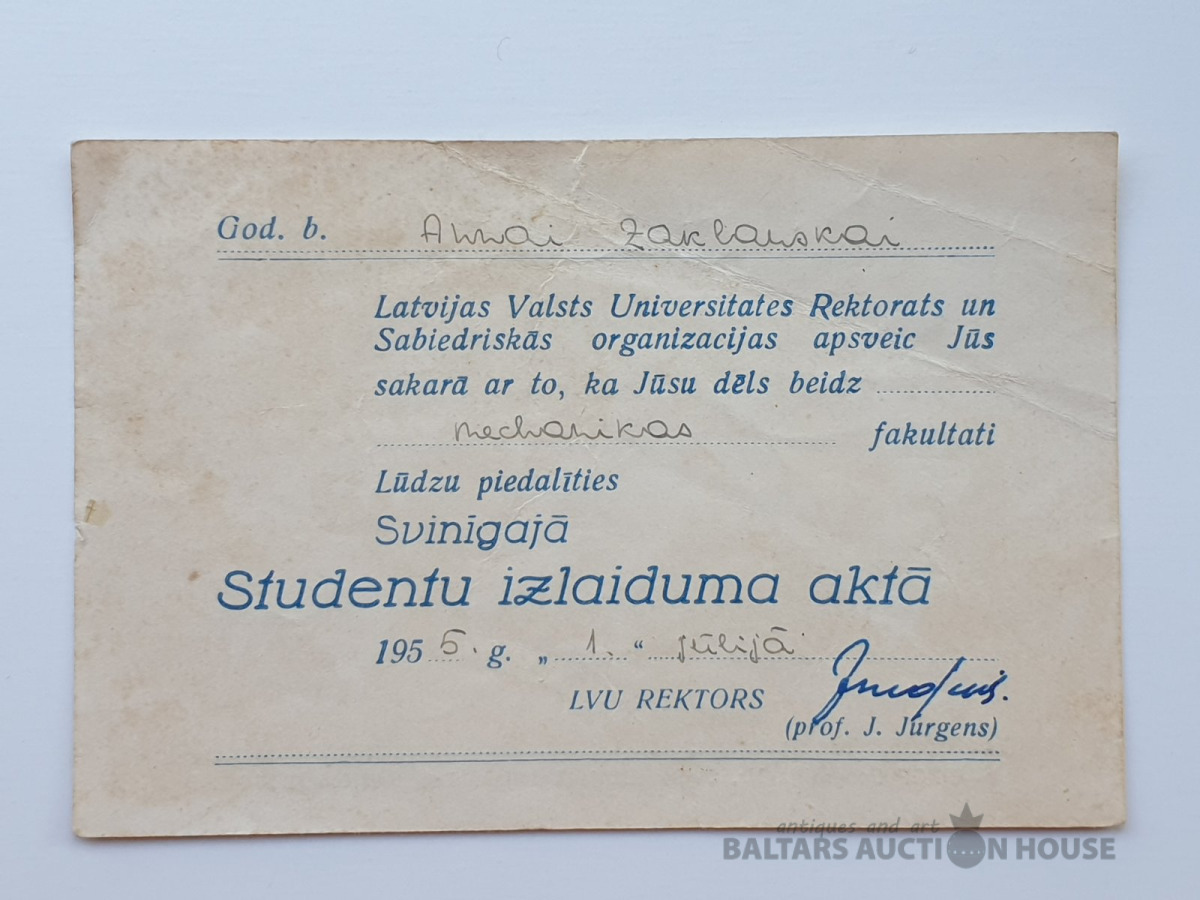 God. b. Annai Zaklauskai
Latvijas Valsts Universitates Rektorats un
Sabiedriskās organizacijas apsveic Jūs
sakarā ar to, ka Jūsu dēls beidz
mechanikas fakultati
Lūdzu piedalīties
Svinīgajā
Studentu izlaiduma aktā
1955. g. „ 1. “ jūlijā
LVU REKTORS
(prof. J. Jurgens)
antiques and art
BALTARS AUCTION HOUSE